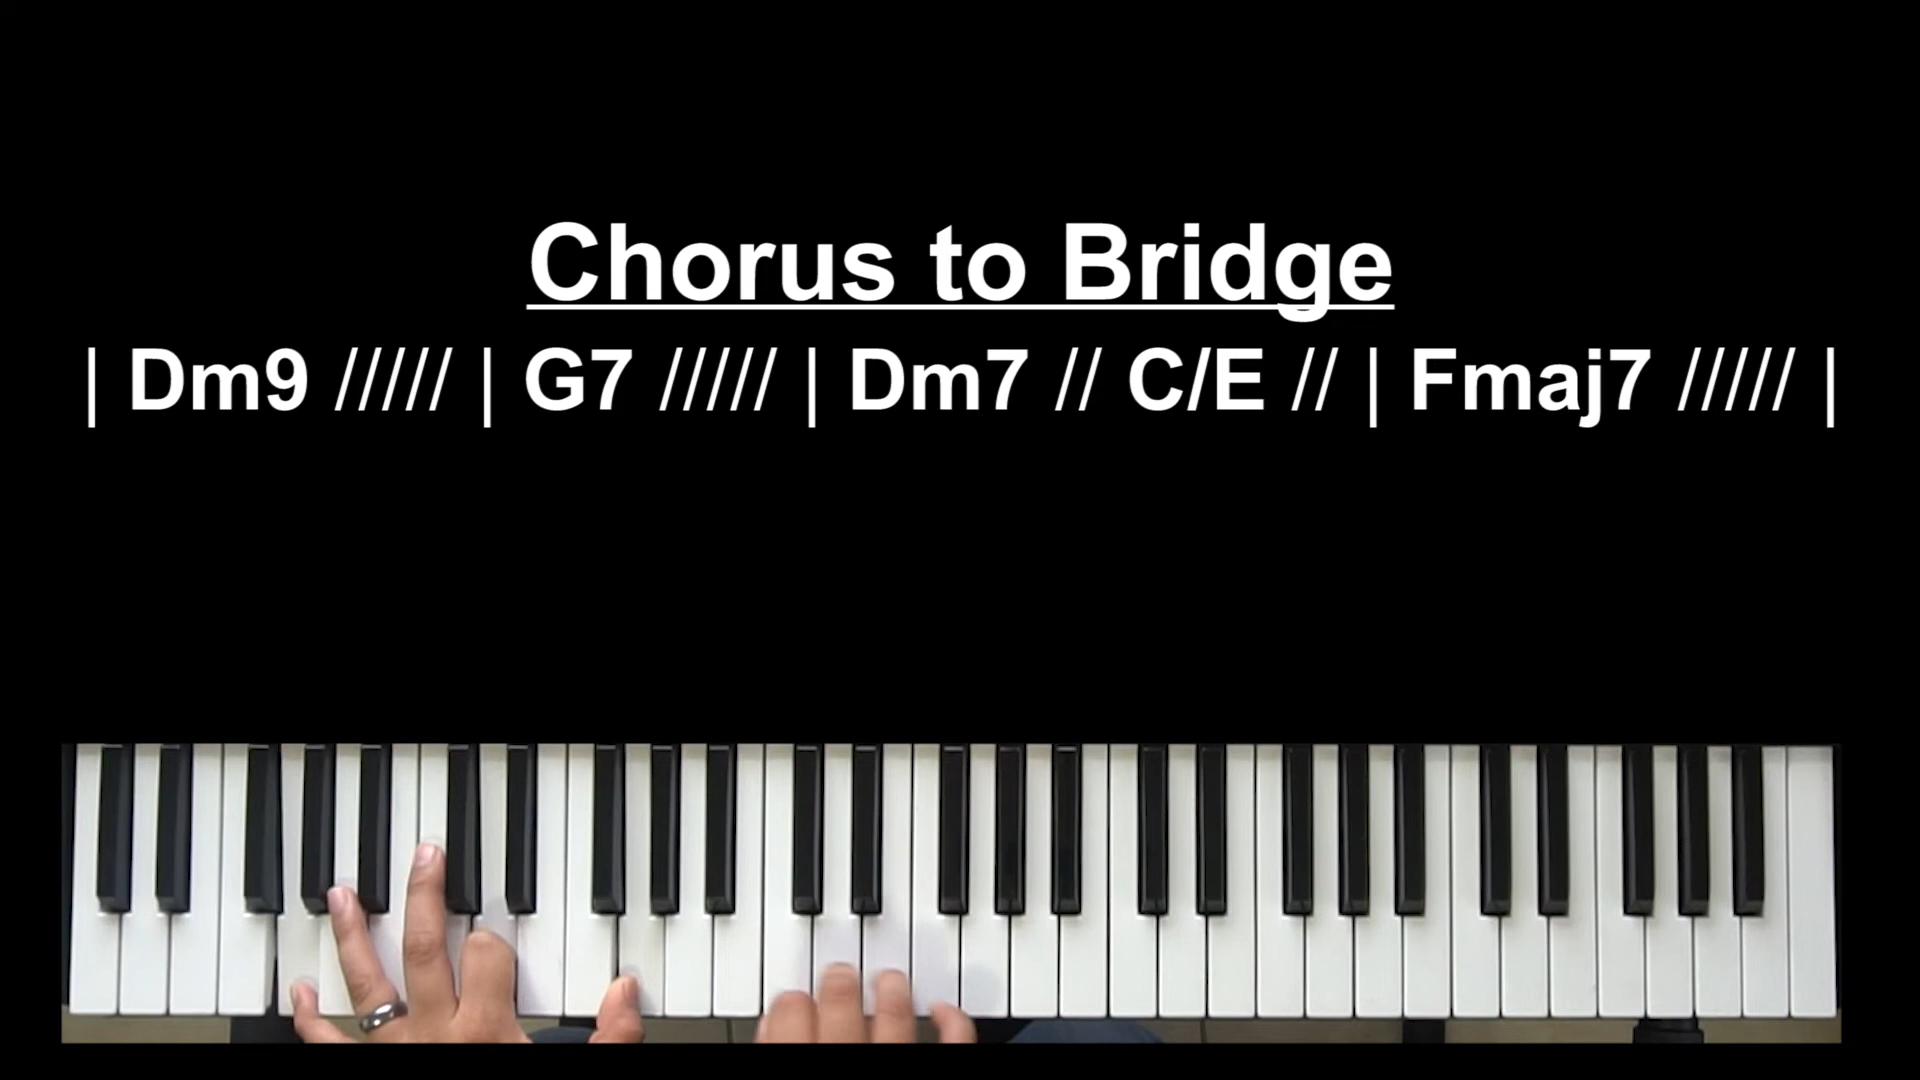 Chorus to Bridge
| Dm9 ///// | G7 ///// | Dm7 // C/E // | Fmaj7 ///// |